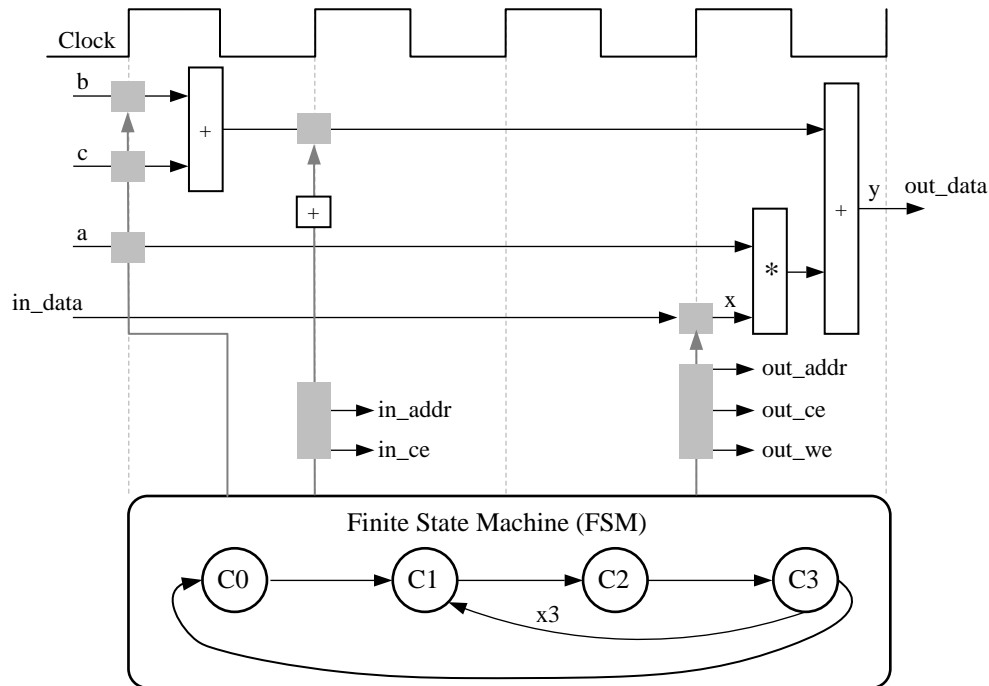 Clock
b
+
c
+
a
y
out_data
+
*
in_data
x
out_addr
in_addr
out_ce
in_ce
out_we
Finite State Machine (FSM)
C0
C1
C2
C3
x3